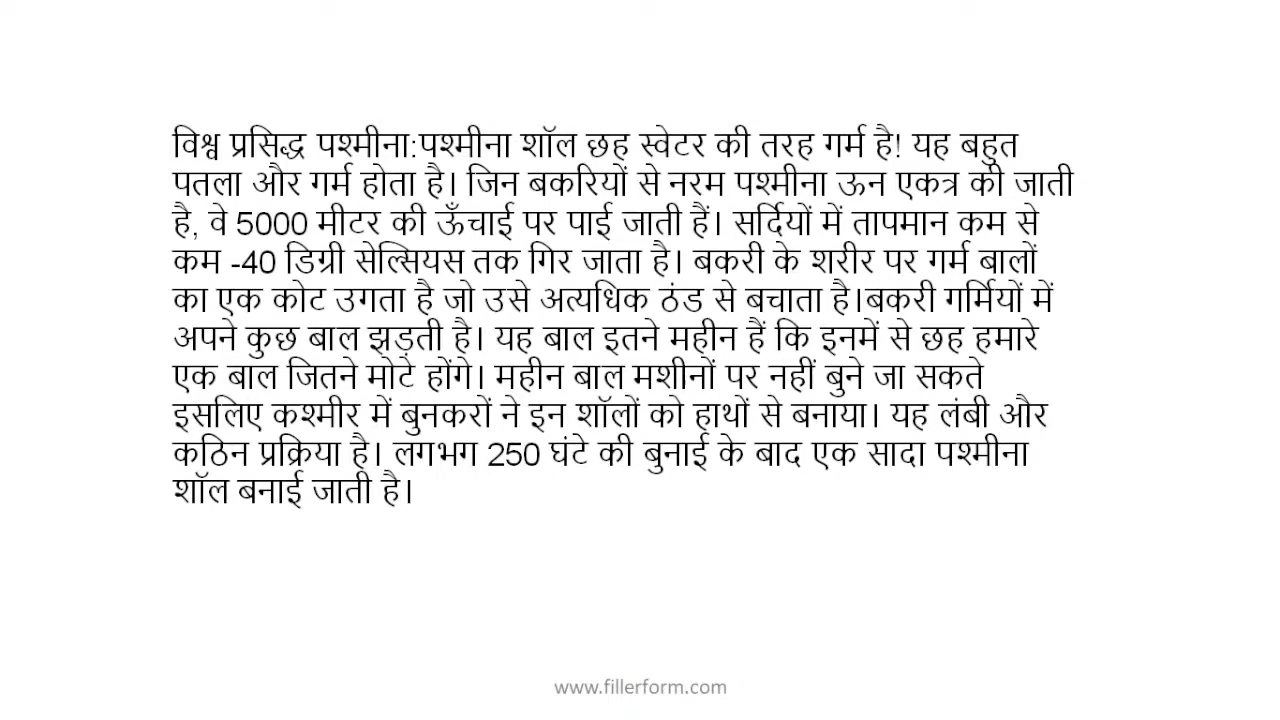 विश्व प्रसिद्ध पश्मीना:पश्मीना शॉल छह स्वेटर की तरह गर्म है! यह बहुत
पतला और गर्म होता है। जिन बकरियों से नरम पश्मीना ऊन एकत्र की जाती
है, वे 5000 मीटर की ऊँचाई पर पाई जाती हैं। सर्दियों में तापमान कम से
कम -40 डिग्री सेल्सियस तक गिर जाता है। बकरी के शरीर पर गर्म बालों
का एक कोट उगता है जो उसे अत्यधिक ठंड से बचाता है।बकरी गर्मियों में
अपने कुछ बाल झड़ती है। यह बाल इतने महीन हैं कि इनमें से छह हमारे
एक बाल जितने मोटे होंगे। महीन बाल मशीनों पर नहीं बुने जा सकते
इसलिए कश्मीर में बुनकरों ने इन शॉलों को हाथों से बनाया। यह लंबी और
कठिन प्रक्रिया है। लगभग 250 घंटे की बुनाई के बाद एक सादा पश्मीना
शॉल बनाई जाती है।
www.fillerform.com